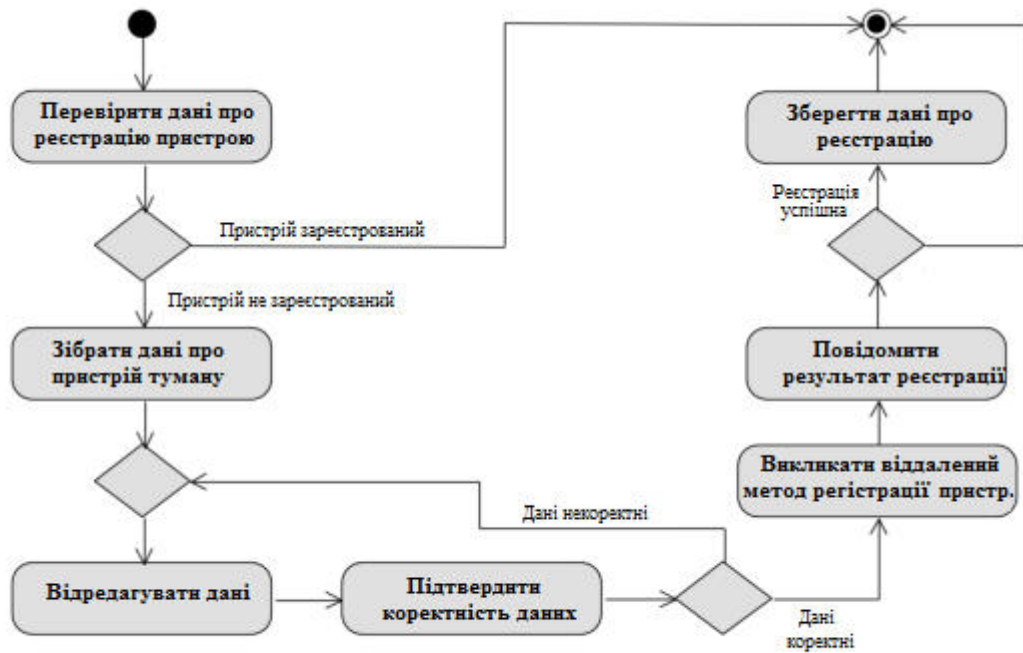 Перевірити дані про
реєстрацію пристрою
Зберегти дані про
реєстрацію
Реєстрація
успішна
Пристрій зареєстрований
Пристрій не зареєстрований
Зібрати дані про
пристрій туману
Повідомити
результат реєстрації
Викликати віддалений
метод регістрації пристр.
Дані некоректні
Відредагувати дані
Підтвердити
коректність даних
Дані
коректні